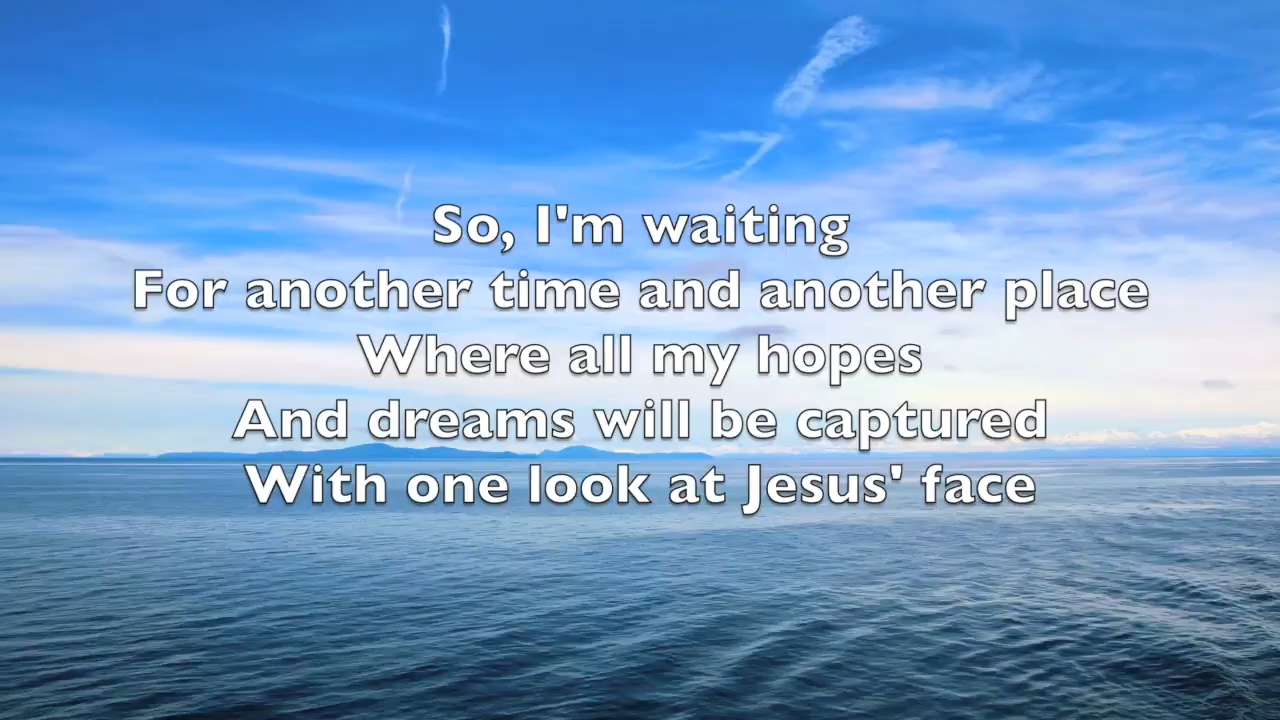 So, I'm waiting
For another time and another place
Where all my hopes
And dreams will be captured
With one look at Jesus' face